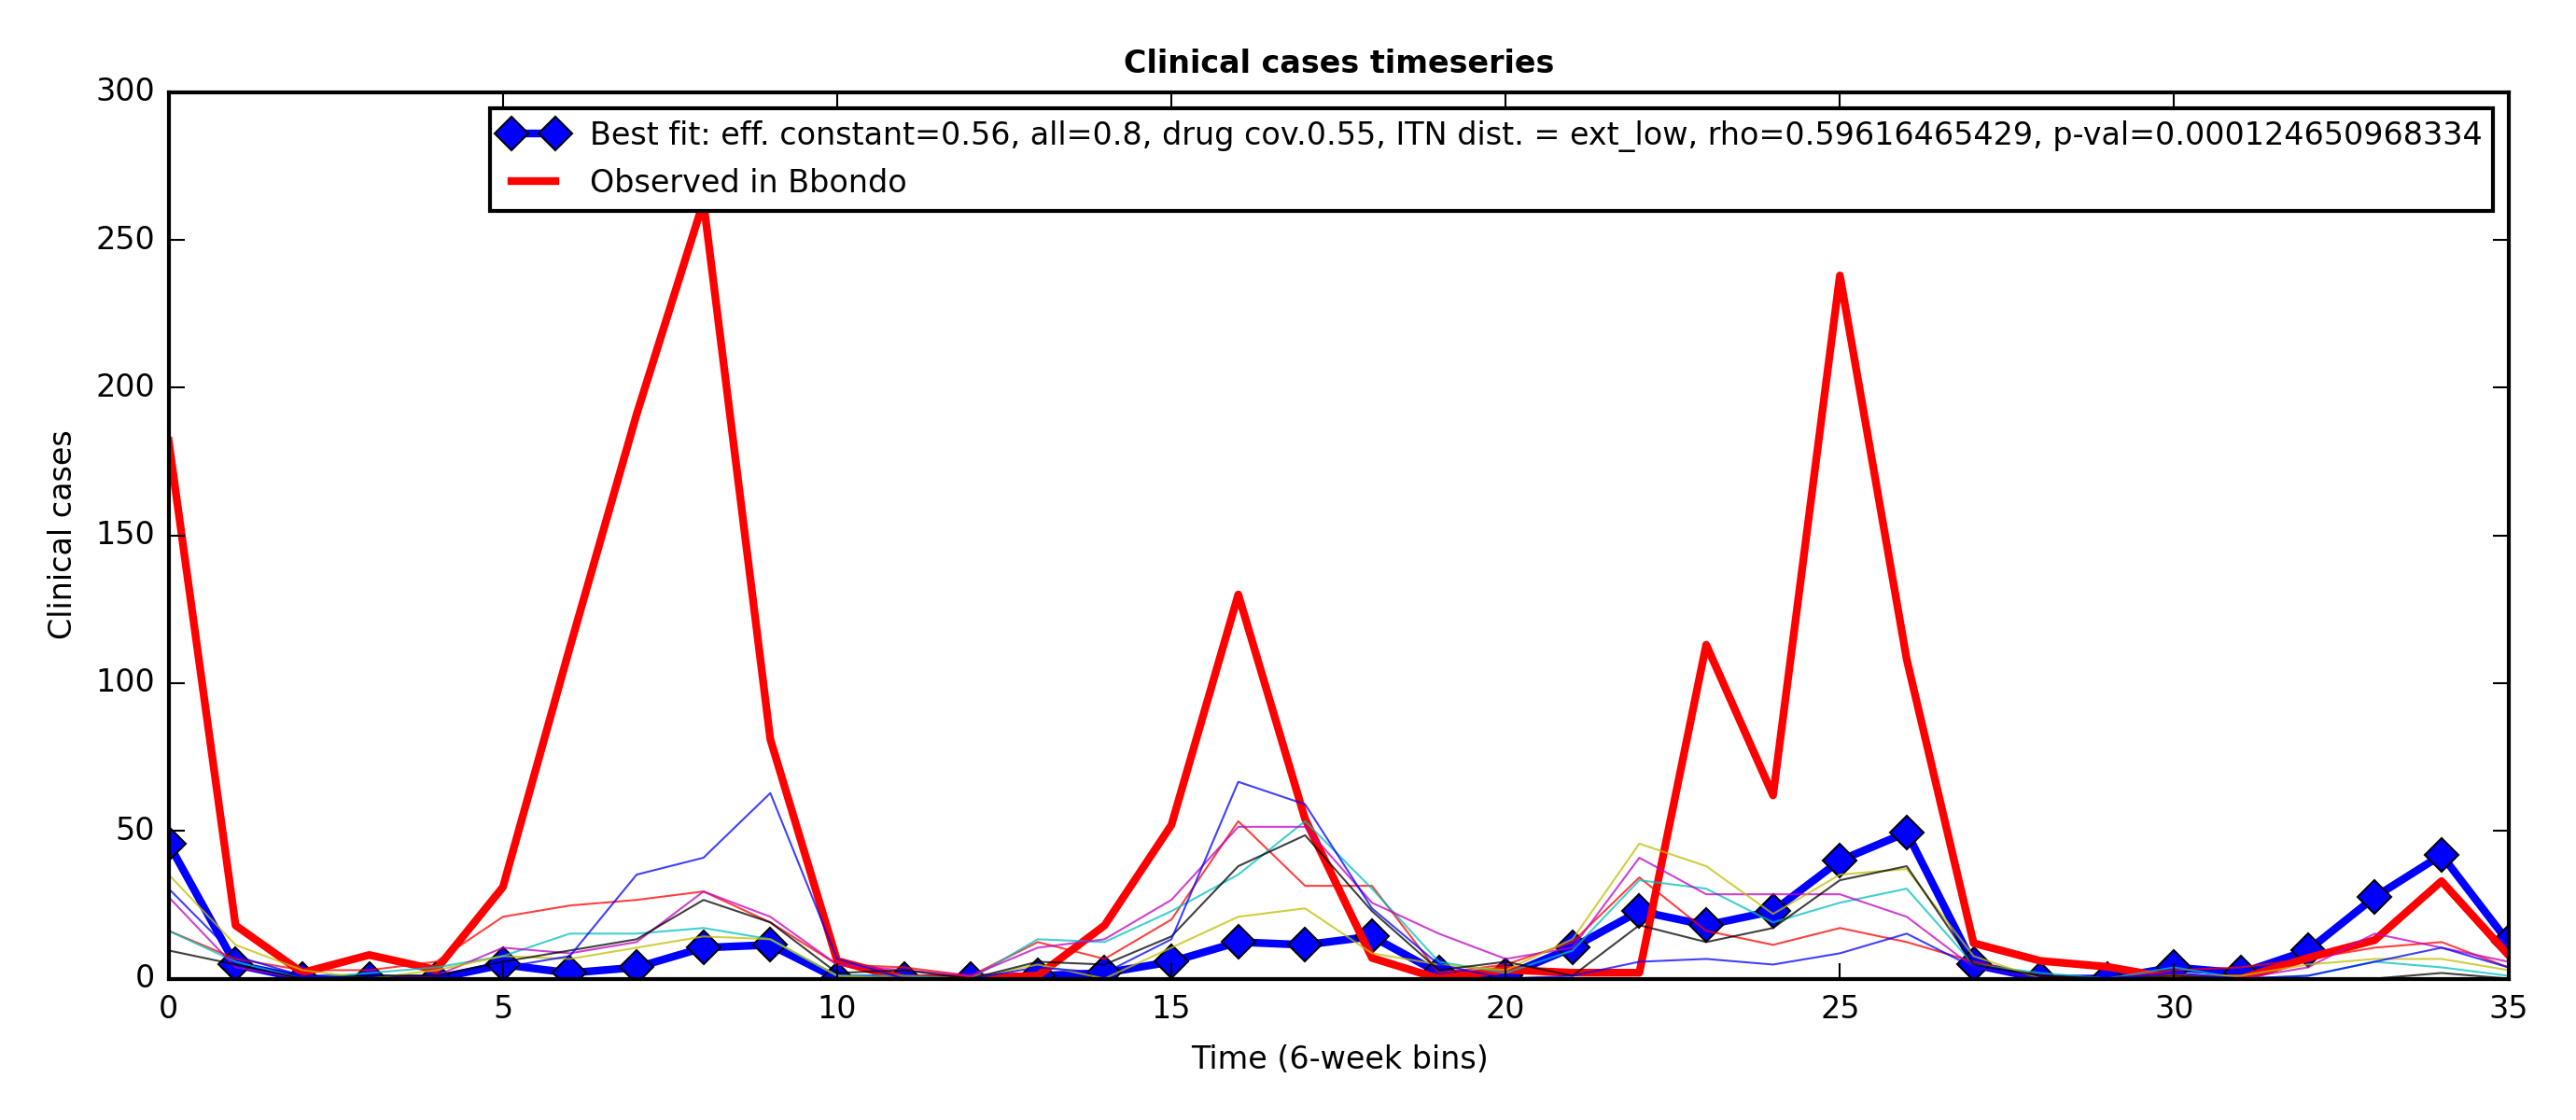 Clinical cases timeseries
300
Best fit: eff. constant=0.56, all=0.8, drug cov.0.55, ITN dist. = ext_low, rho=0.59616465429, p-val=0.000124650968334
Observed in Bbondo
250
200
150
100
50
0
Clinical cases
0 5 10 15 20 25 30 35
Time (6-week bins)